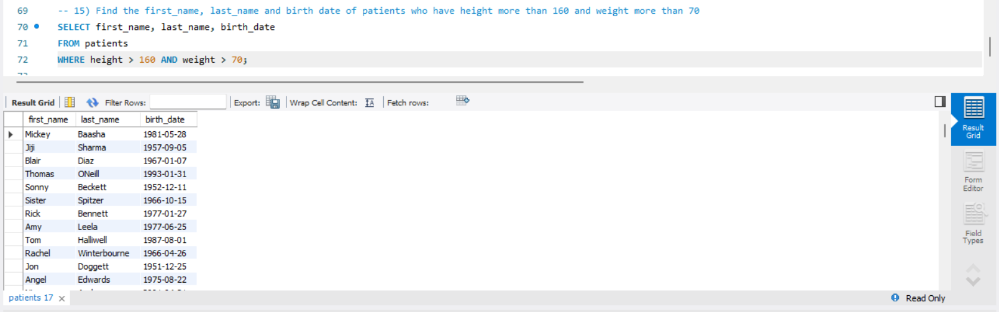 69 -- 15) Find the first_name, last_name and birth date of patients who have height more than 160 and weight more than 70
70 SELECT first_name, last_name, birth_date
71 FROM patients
72 WHERE height > 160 AND weight > 70;
Result Grid Filter Rows: Export: Wrap Cell Content: Fetch rows:
first_name last_name birth_date
Mickey Baasha 1981-05-28
Jiji Sharma 1957-09-05
Blair Diaz 1967-01-07
Thomas ONeill 1993-01-31
Sonny Beckett 1952-12-11
Sister Spitzer 1966-10-15
Rick Bennett 1977-01-27
Amy Leela 1977-06-25
Tom Halliwell 1987-08-01
Rachel Winterbourne 1966-04-26
Jon Doggett 1951-12-25
Angel Edwards 1975-08-22
Result
Grid
Form
Editor
Field
Types
patients 17
Read Only